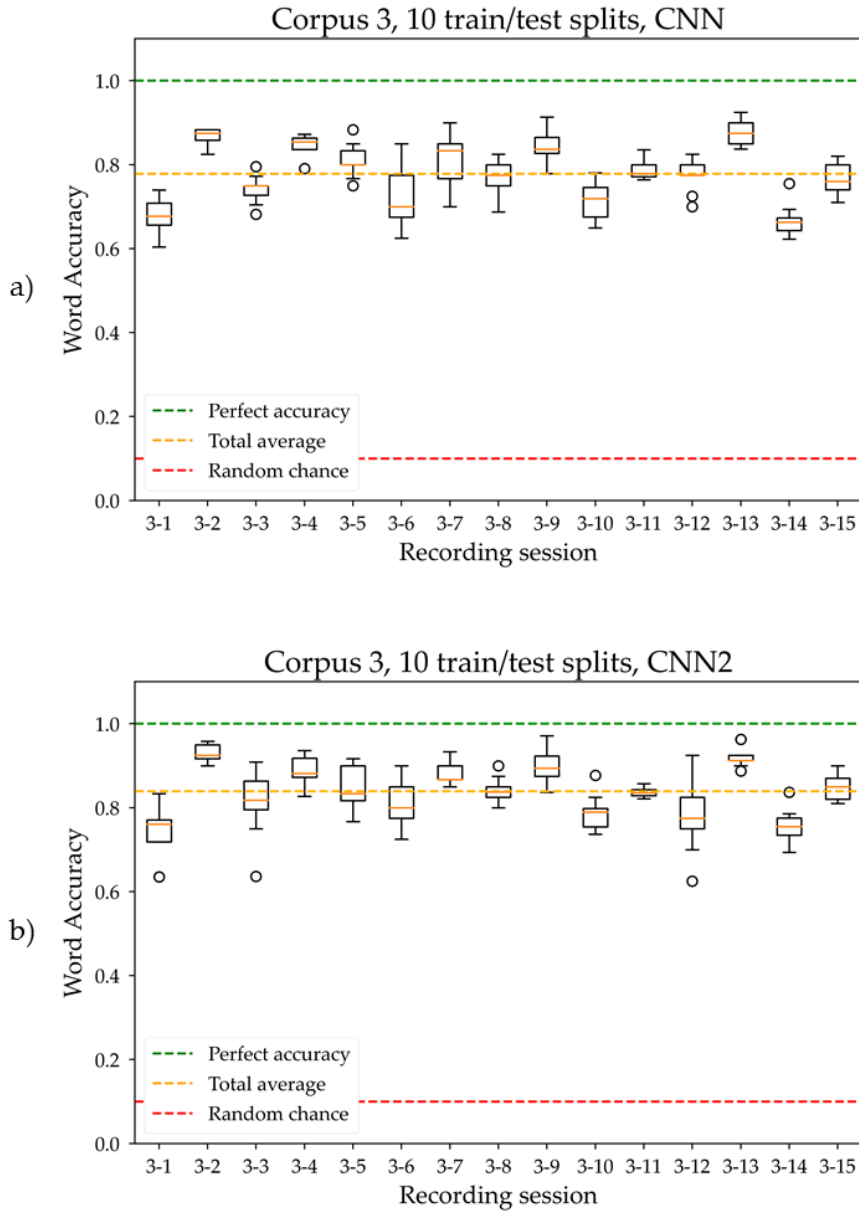 Corpus 3, 10 train/test splits, CNN
a)
Word Accuracy
1.0
0.8
0.6
0.4
0.2
0.0
Perfect accuracy
Total average
Random chance
3-1 3-2 3-3 3-4 3-5 3-6 3-7 3-8 3-9 3-10 3-11 3-12 3-13 3-14 3-15
Recording session
Corpus 3, 10 train/test splits, CNN2
b)
Word Accuracy
1.0
0.8
0.6
0.4
0.2
0.0
Perfect accuracy
Total average
Random chance
3-1 3-2 3-3 3-4 3-5 3-6 3-7 3-8 3-9 3-10 3-11 3-12 3-13 3-14 3-15
Recording session